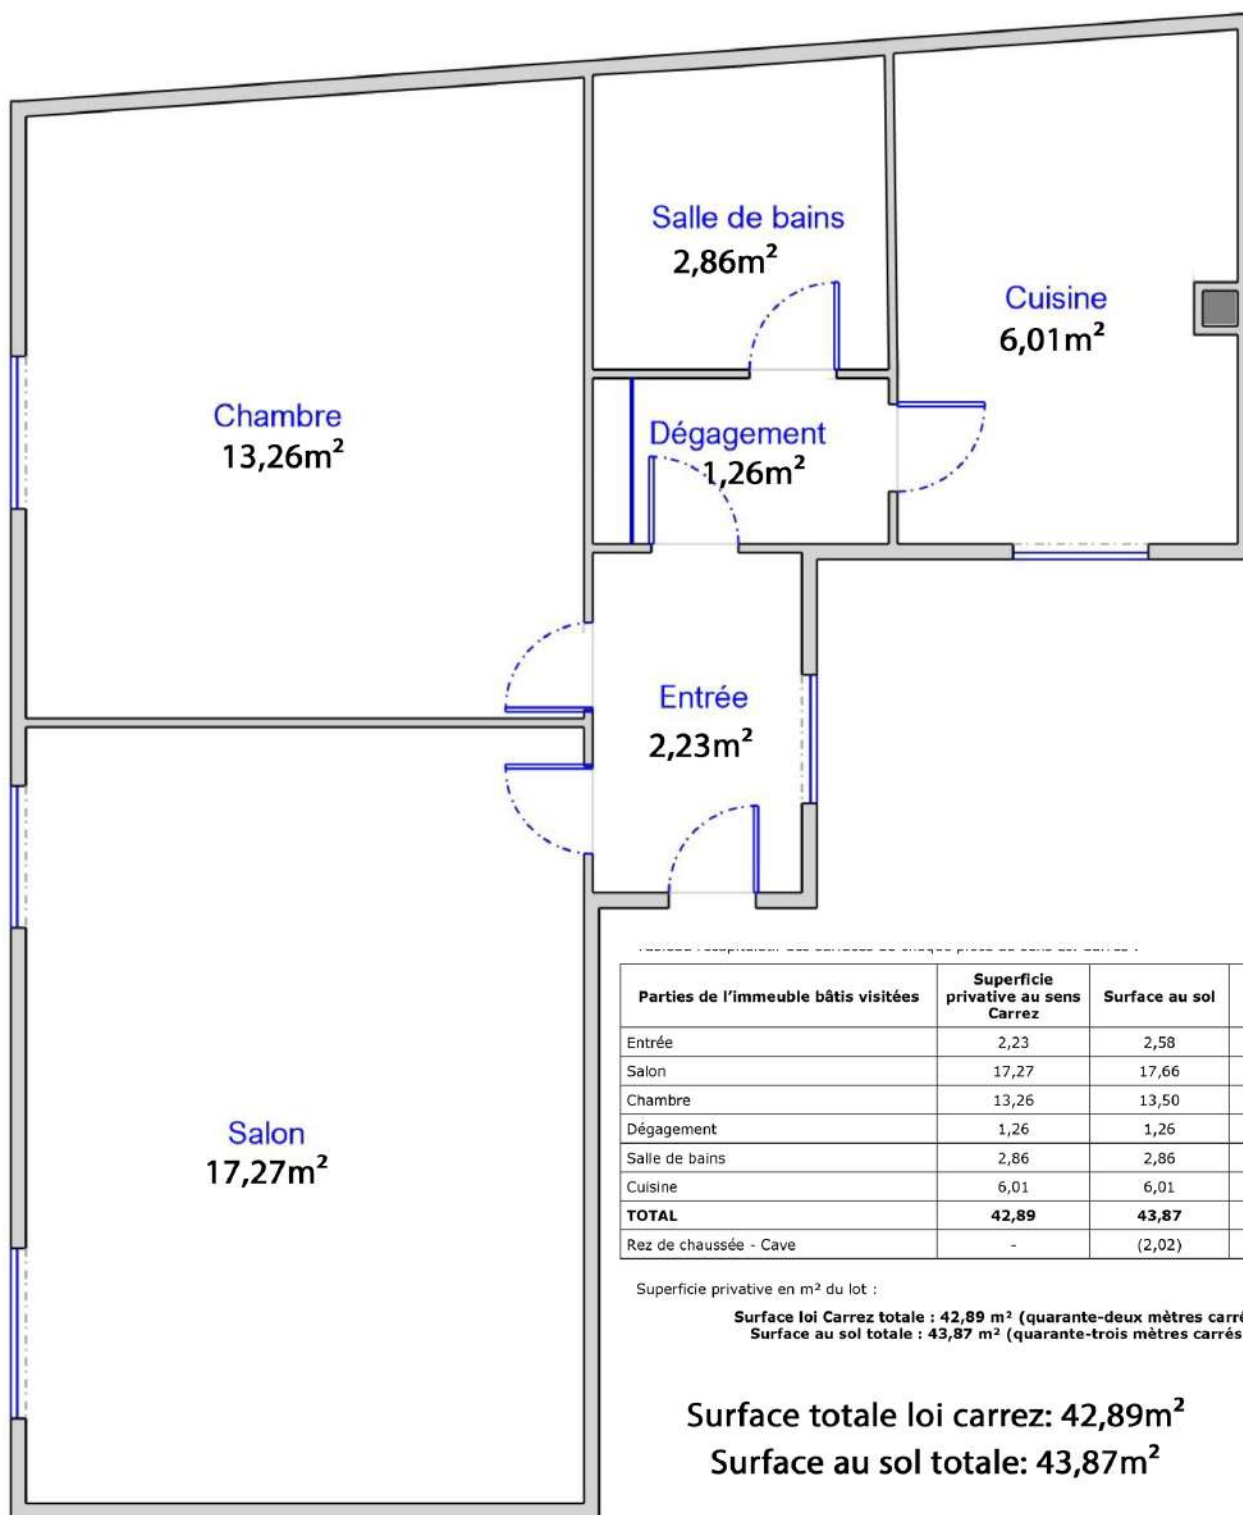 Salle de bains
2,86m²
Cuisine
6,01m²
Chambre
13,26m²
Dégagement
1,26m²
Entrée
2,23m²
Salon
17,27m²
Parties de l'immeuble bâtis visitées | Superficie privative au sens Carrez | Surface au sol
Entrée 2,23 2,58
Salon 17,27 17,66
Chambre 13,26 13,50
Dégagement 1,26 1,26
Salle de bains 2,86 2,86
Cuisine 6,01 6,01
TOTAL 42,89 43,87
Rez de chaussée - Cave - (2,02)
Superficie privative en m² du lot :
Surface loi Carrez totale : 42,89 m² (quarante-deux mètres carré
Surface au sol totale : 43,87 m² (quarante-trois mètres carrés
Surface totale loi carrez: 42,89m²
Surface au sol totale: 43,87m²